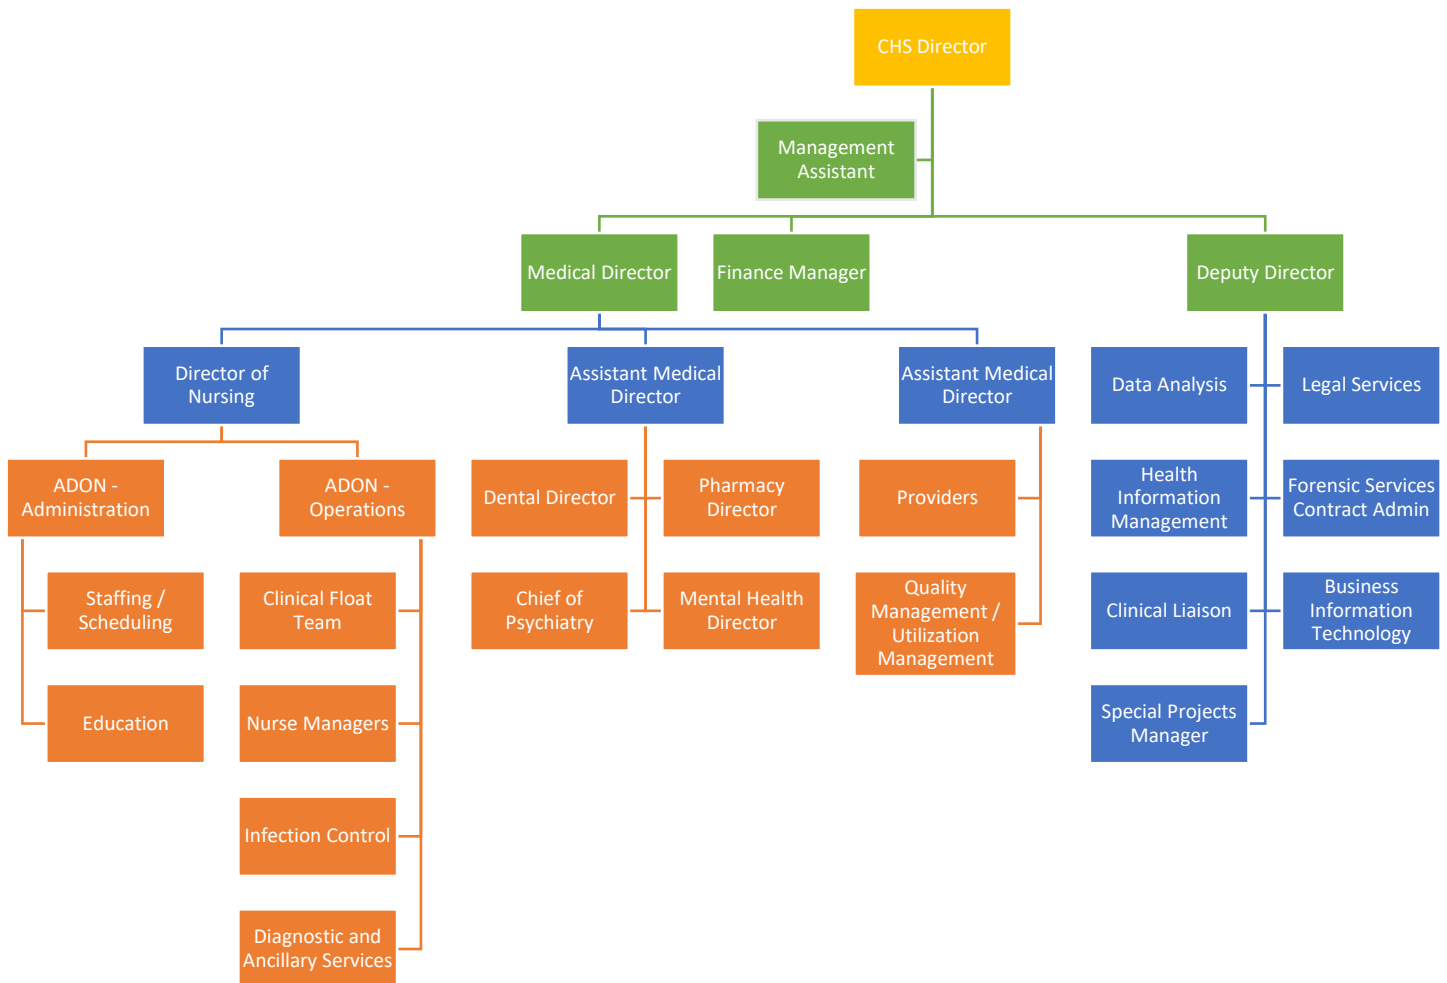 CHS Director
Management
Assistant
Medical Director
Finance Manager
Deputy Director
Director of
Nursing
Assistant Medical
Director
Assistant Medical
Director
Data Analysis
Legal Services
ADON -
Administration
ADON -
Operations
Dental Director
Pharmacy
Director
Providers
Health
Information
Management
Forensic Services
Contract Admin
Staffing /
Scheduling
Clinical Float
Team
Chief of
Psychiatry
Mental Health
Director
Quality
Management /
Utilization
Management
Clinical Liaison
Business
Information
Technology
Education
Nurse Managers
Special Projects
Manager
Infection Control
Diagnostic and
Ancillary Services